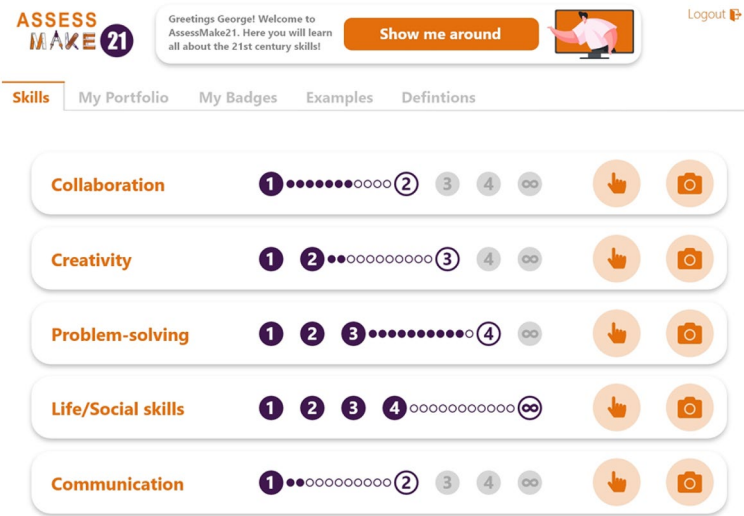 ASSESS
MAKE 21
Greetings George! Welcome to
AssessMake21. Here you will learn
all about the 21st century skills!
Show me around
Logout
Skills My Portfolio My Badges Examples Defintions
Collaboration 1 2 3 4 ∞
Creativity 1 2 3 4 ∞
Problem-solving 1 2 3 4 ∞
Life/Social skills 1 2 3 4 ∞
Communication 1 2 3 4 ∞